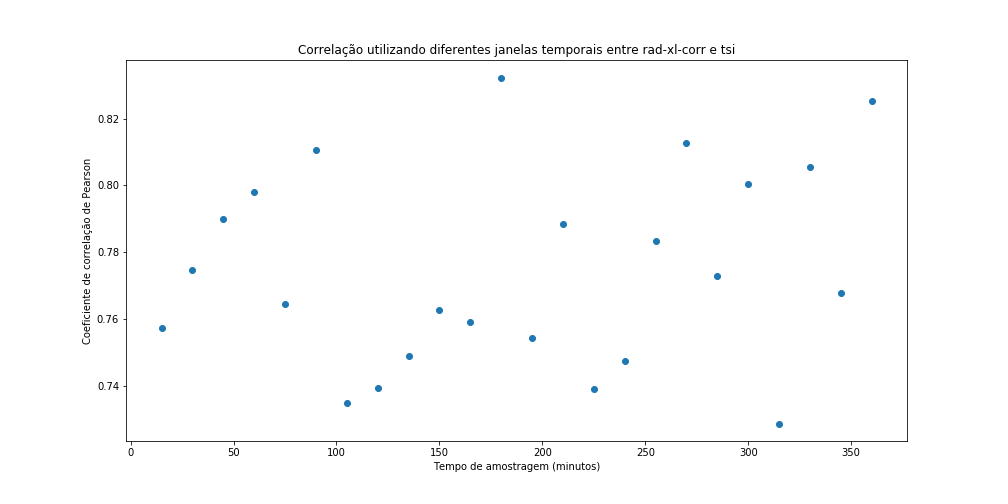 Correlação utilizando diferentes janelas temporais entre rad-xl-corr e tsi
Coeficiente de correlação de Pearson
0.82
0.80
0.78
0.76
0.74
0 50 100 150 200 250 300 350
Tempo de amostragem (minutos)